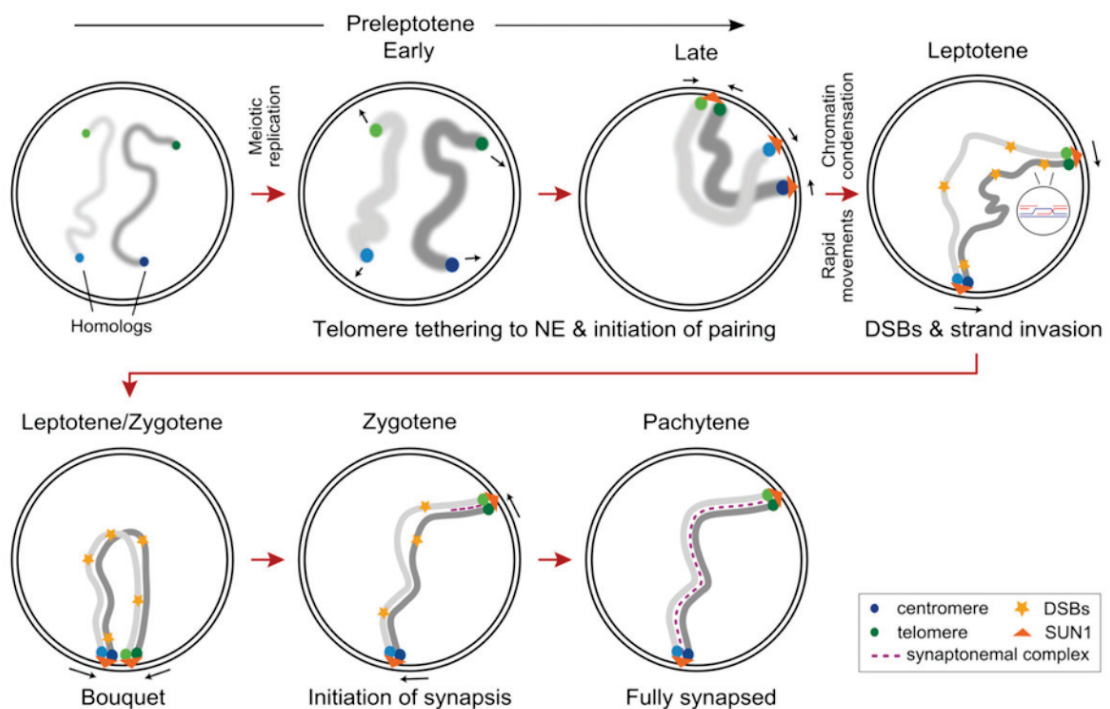 Preleptotene
Early
Late
Leptotene
Meiotic
replication
Chromatin
condensation
Rapid
movements
Homologs
Telomere tethering to NE & initiation of pairing
DSBs & strand invasion
Leptotene/Zygotene
Zygotene
Pachytene
Bouquet
Initiation of synapsis
Fully synapsed
centromere
DSBs
telomere
SUN1
synaptonemal complex